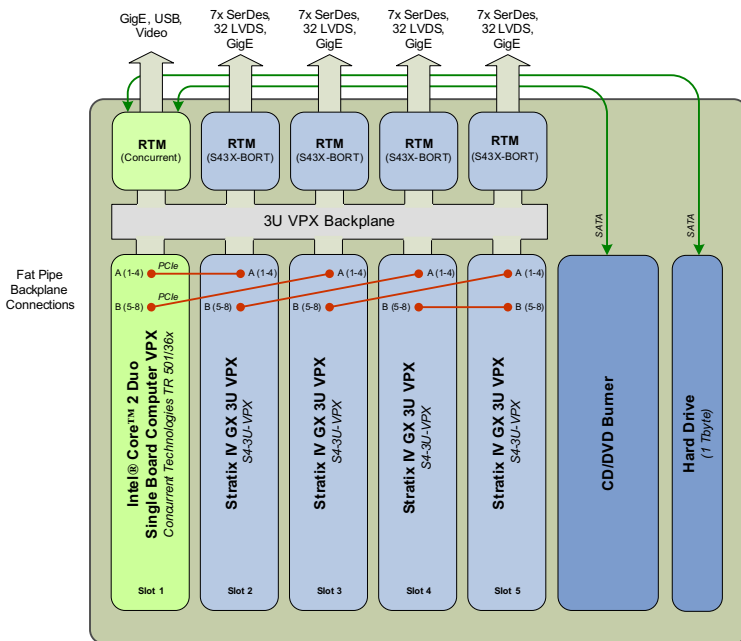 GigE, USB,
Video
7x SerDes,
32 LVDS,
GigE
7x SerDes,
32 LVDS,
GigE
7x SerDes,
32 LVDS,
GigE
7x SerDes,
32 LVDS,
GigE
RTM
(Concurrent)
RTM
(S43X-BORT)
RTM
(S43X-BORT)
RTM
(S43X-BORT)
RTM
(S43X-BORT)
3U VPX Backplane
SATA
SATA
Fat Pipe
Backplane
Connections
A (1-4)
PCIe
A (1-4)
A (1-4)
A (1-4)
A (1-4)
B (5-8)
PCIe
B (5-8)
B (5-8)
B (5-8)
B (5-8)
Intel® Core™ 2 Duo
Single Board Computer VPX
Concurrent Technologies TR 501/36x
Stratix IV GX 3U VPX
S4-3U-VPX
Stratix IV GX 3U VPX
S4-3U-VPX
Stratix IV GX 3U VPX
S4-3U-VPX
Stratix IV GX 3U VPX
S4-3U-VPX
CD/DVD Burner
Hard Drive
(1 Tbyte)
Slot 1
Slot 2
Slot 3
Slot 4
Slot 5